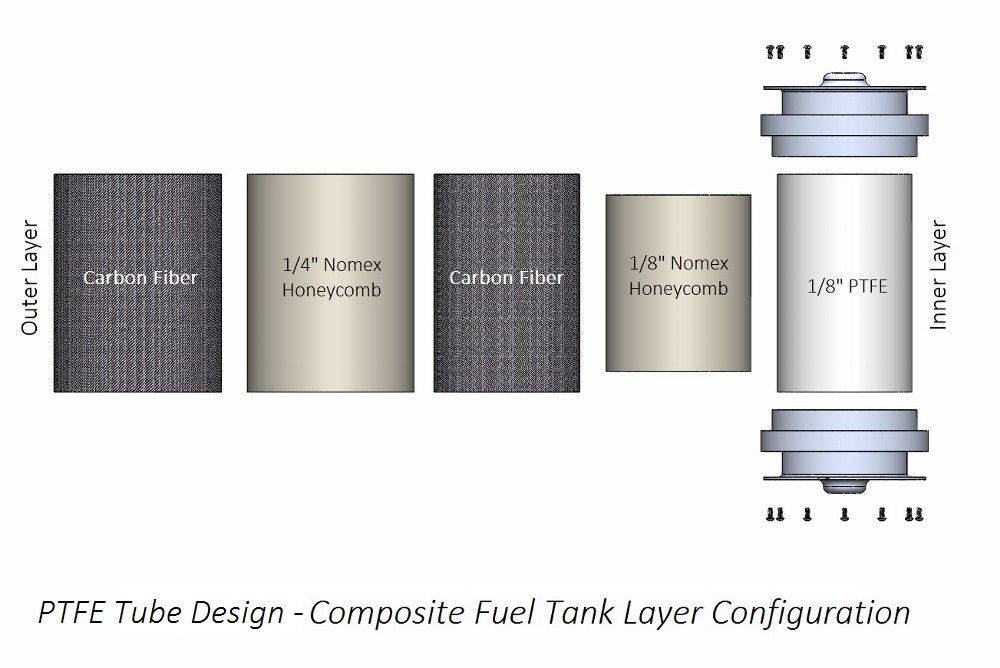 Outer Layer
Carbon Fiber
1/4" Nomex
Honeycomb
Carbon Fiber
1/8" Nomex
Honeycomb
1/8" PTFE
Inner Layer
PTFE Tube Design - Composite Fuel Tank Layer Configuration